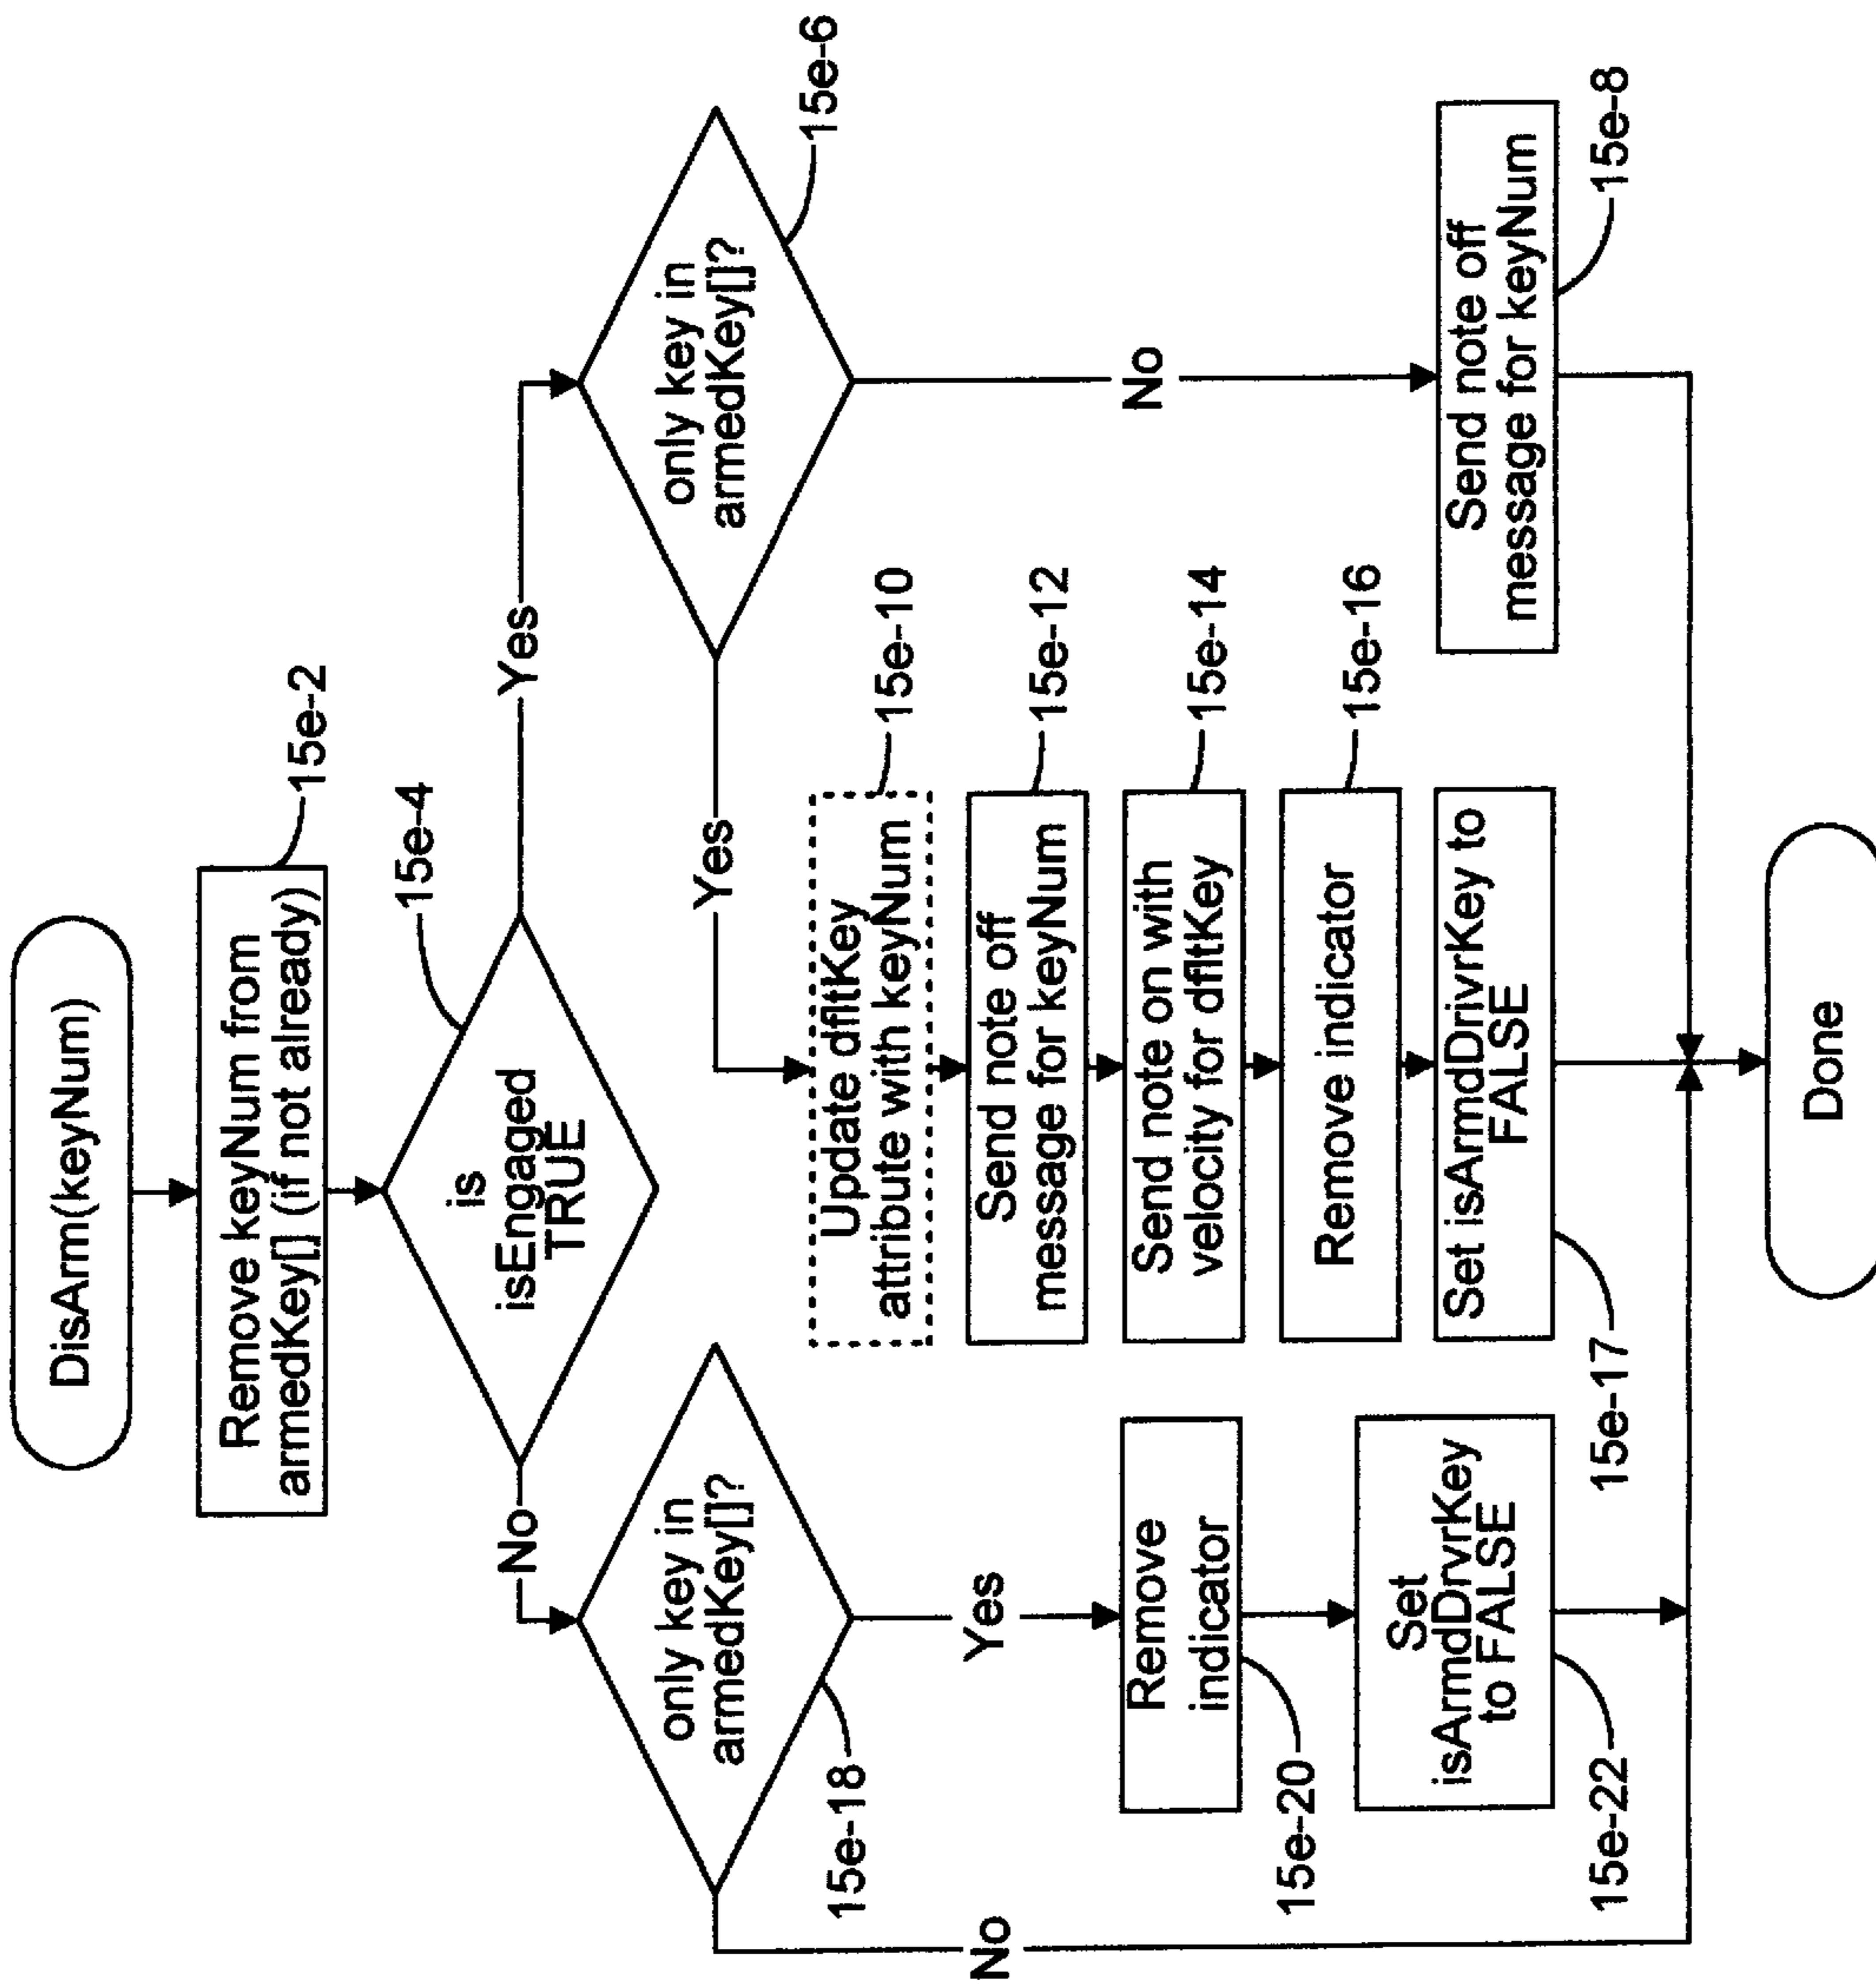 DisArm(keyNum)
Remove keyNum from
armedKey[] (if not already)
15e-2
is
isEngaged
TRUE
15e-4
No
Yes
only key in
armedKey[]?
15e-18
only key in
armedKey[]?
15e-6
No
Yes
Yes
No
Remove
indicator
15e-20
Set
isArmdDrvrKey
to FALSE
15e-22
Update dfltKey
attribute with keyNum
15e-10
Send note off
message for keyNum
15e-12
Send note on with
velocity for dfltKey
15e-14
Remove indicator
15e-16
Set isArmdDrivrKey to
FALSE
15e-17
Send note off
message for keyNum
15e-8
Done